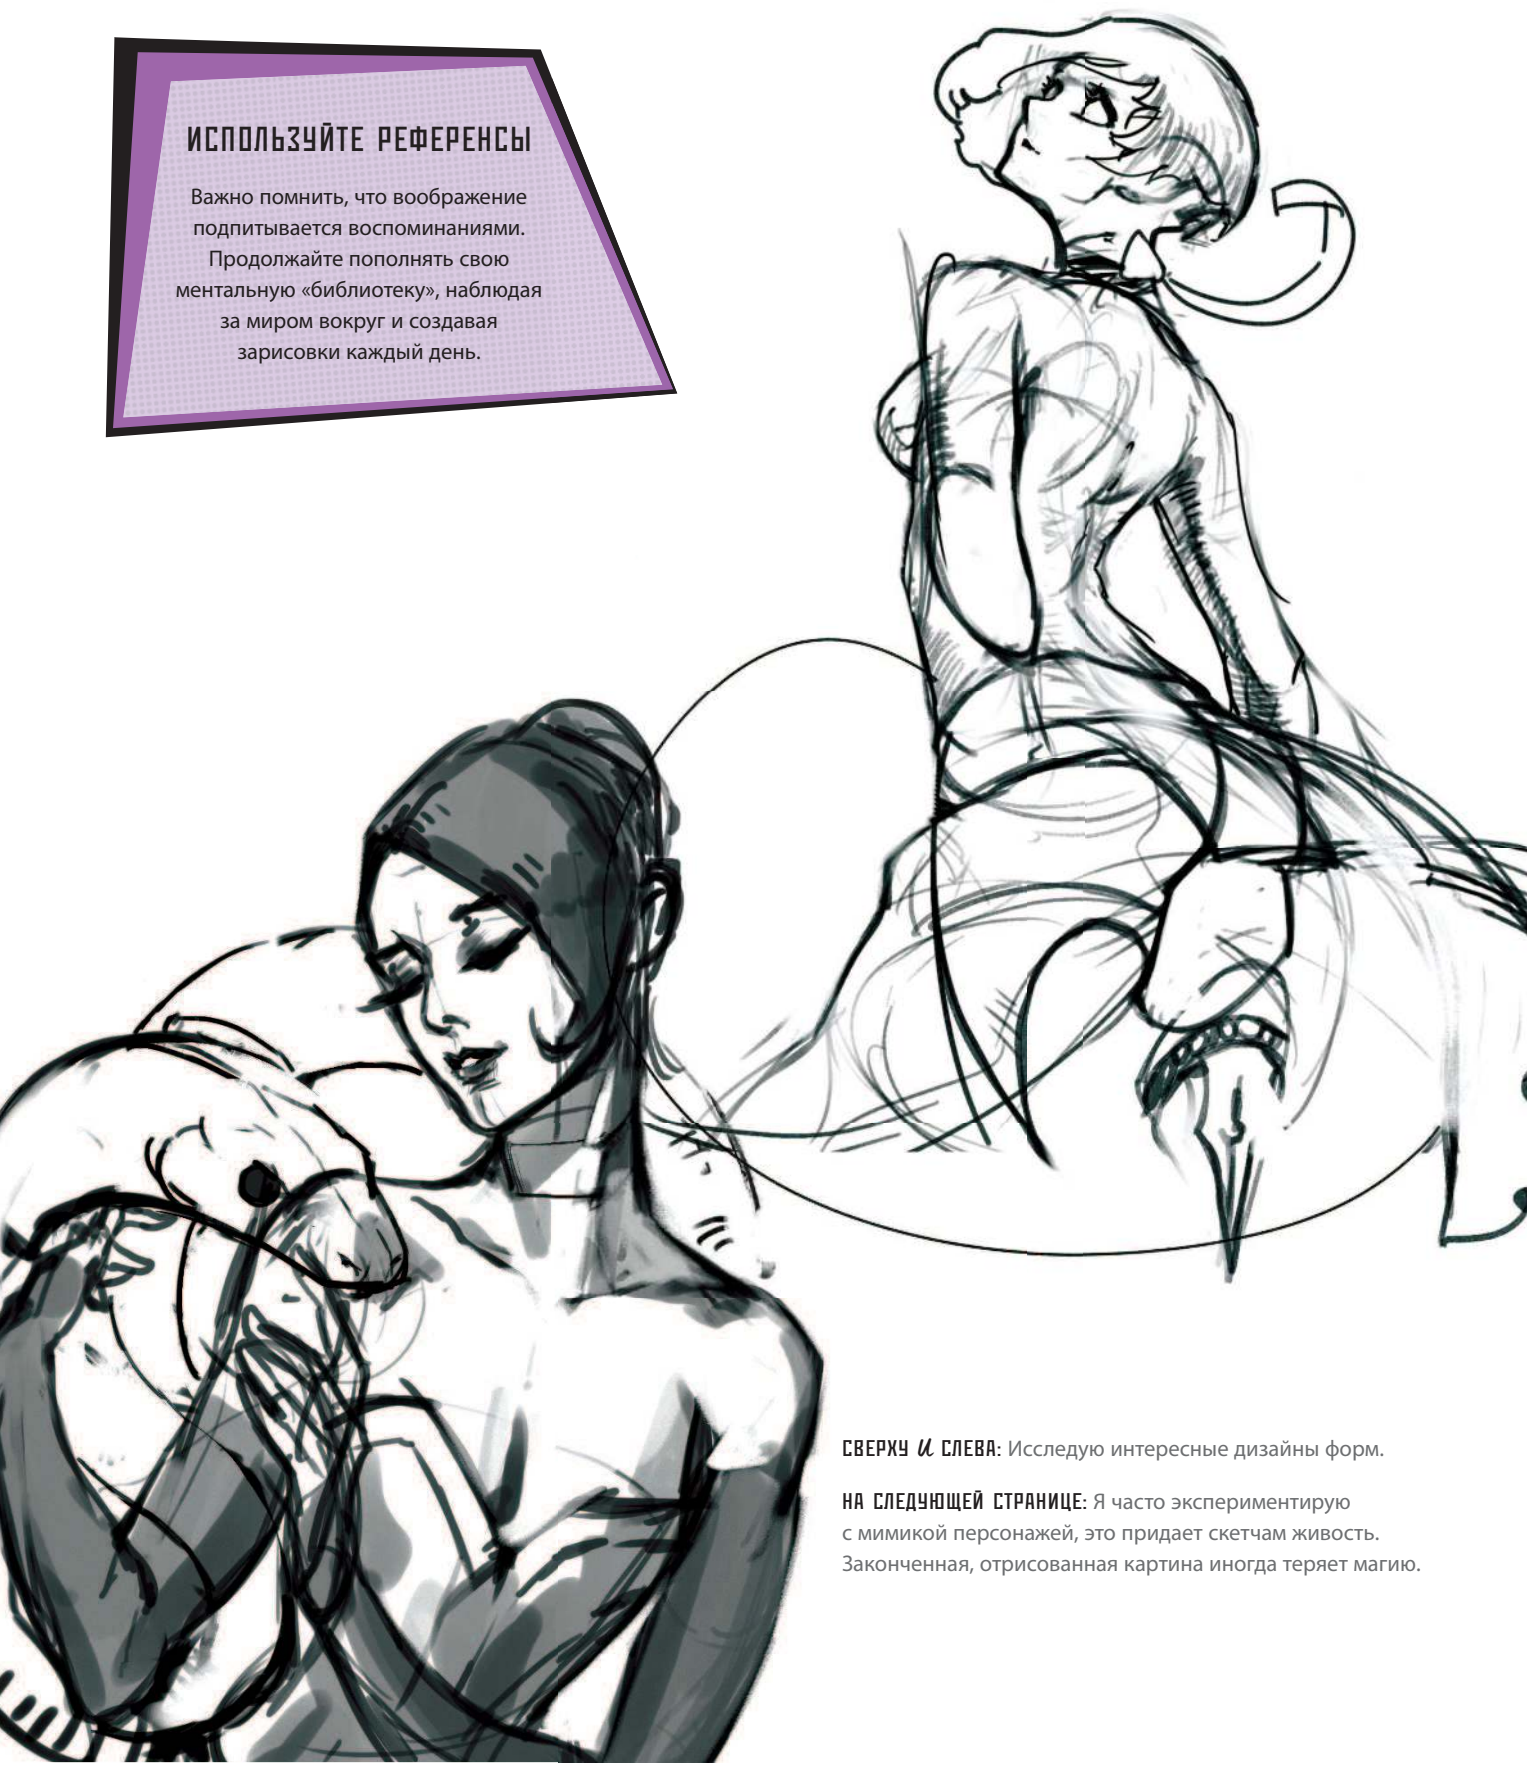 ИСПОЛЬЗУЙТЕ РЕФЕРЕНСЫ
Важно помнить, что воображение
подпитывается воспоминаниями.
Продолжайте пополнять свою
ментальную «библиотеку», наблюдая
за миром вокруг и создавая
зарисовки каждый день.
СВЕРХУ И СЛЕВА: Исследую интересные дизайны форм.
НА СЛЕДУЮЩЕЙ СТРАНИЦЕ: Я часто экспериментирую
с мимикой персонажей, это придает скетчам живость.
Законченная, отрисованная картина иногда теряет магию.